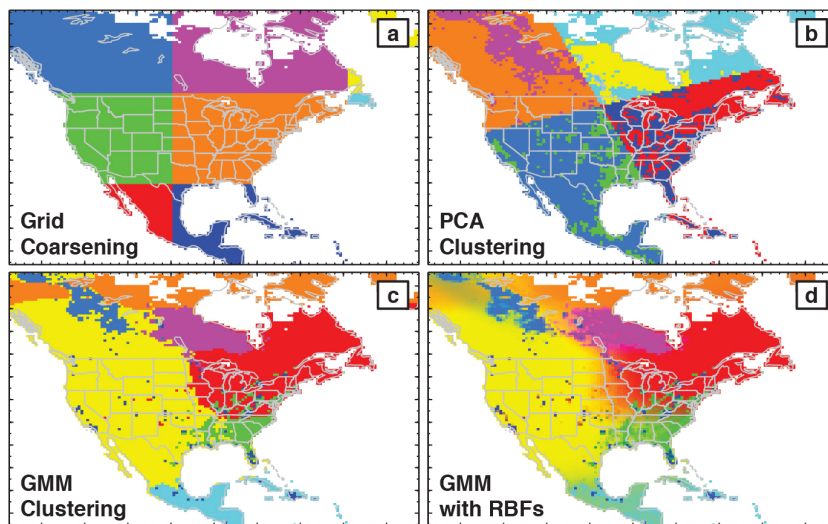 a
Grid
Coarsening
b
PCA
Clustering
c
GMM
Clustering
d
GMM
with RBFs